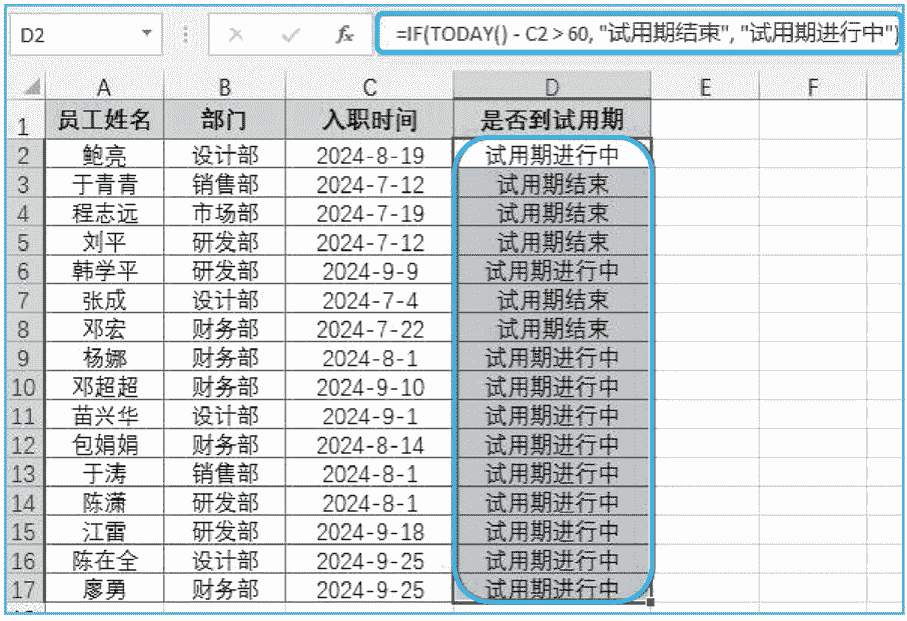 D2 fx =IF(TODAY() - C2 > 60, "试用期结束", "试用期进行中")
A B C D E F
1 员工姓名 部门 入职时间 是否到试用期
2 鲍亮 设计部 2024-8-19 试用期进行中
3 于青青 销售部 2024-7-12 试用期结束
4 程志远 市场部 2024-7-19 试用期结束
5 刘平 研发部 2024-7-12 试用期结束
6 韩学平 研发部 2024-9-9 试用期进行中
7 张成 设计部 2024-7-4 试用期结束
8 邓宏 财务部 2024-7-22 试用期结束
9 杨娜 财务部 2024-8-1 试用期进行中
10 邓超超 财务部 2024-9-10 试用期进行中
11 苗兴华 设计部 2024-9-1 试用期进行中
12 包娟娟 财务部 2024-8-14 试用期进行中
13 于涛 销售部 2024-8-1 试用期进行中
14 陈潇 研发部 2024-8-1 试用期进行中
15 江雷 研发部 2024-9-18 试用期进行中
16 陈在全 设计部 2024-9-25 试用期进行中
17 廖勇 财务部 2024-9-25 试用期进行中